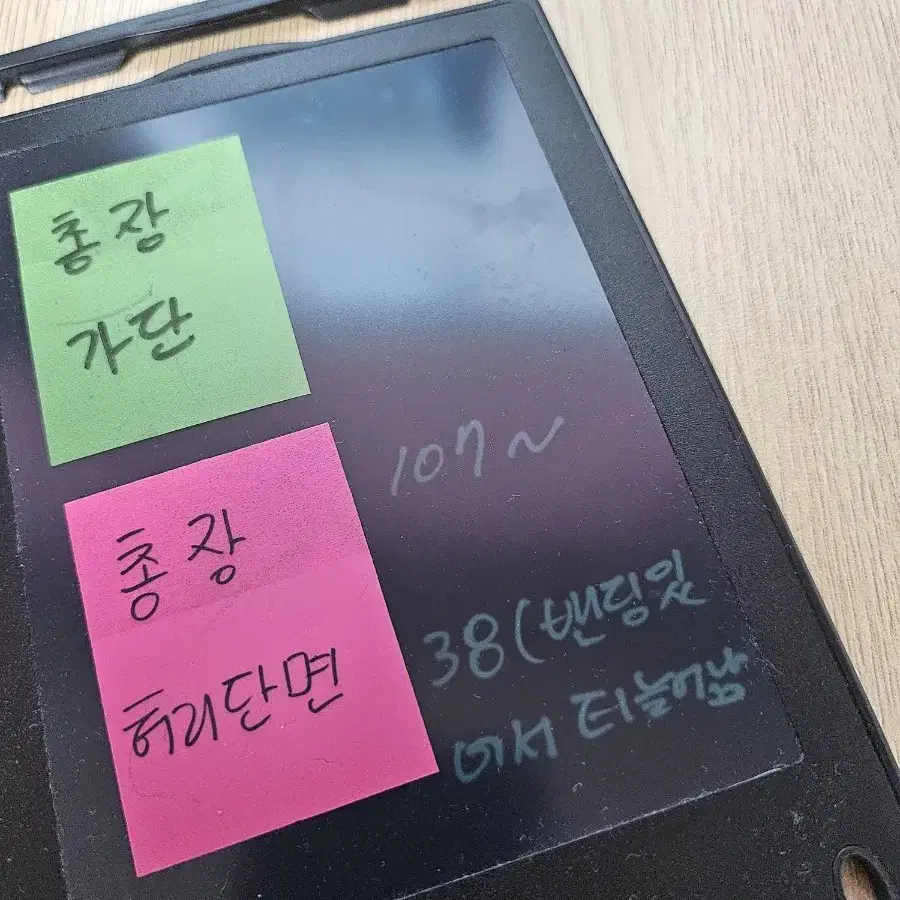 총장
가단
107~
총장
허리단면
38(밴딩있
어서 더늘어남